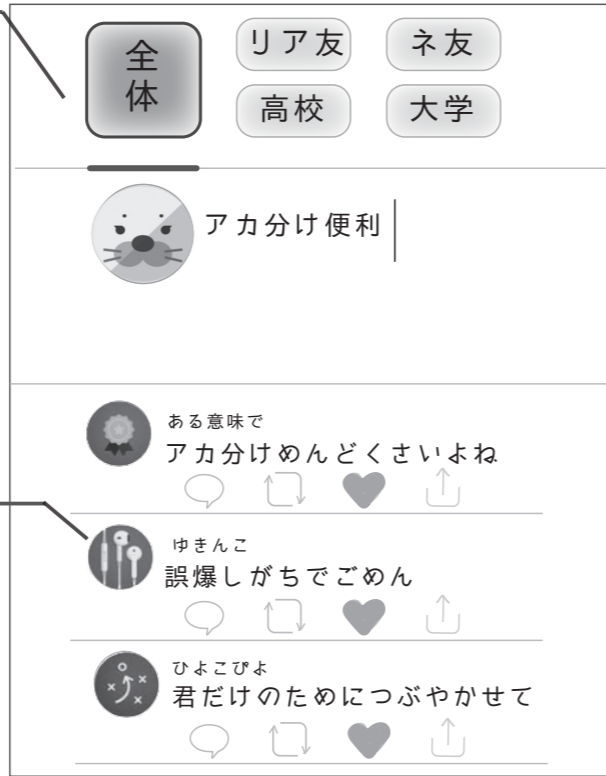 全体
リア友
ネ友
高校
大学
アカ分け便利
ある意味で
アカ分けめんどくさいよね
ゆきんこ
誤爆しがちでごめん
ひよこぴよ
君だけのためにつぶやかせて